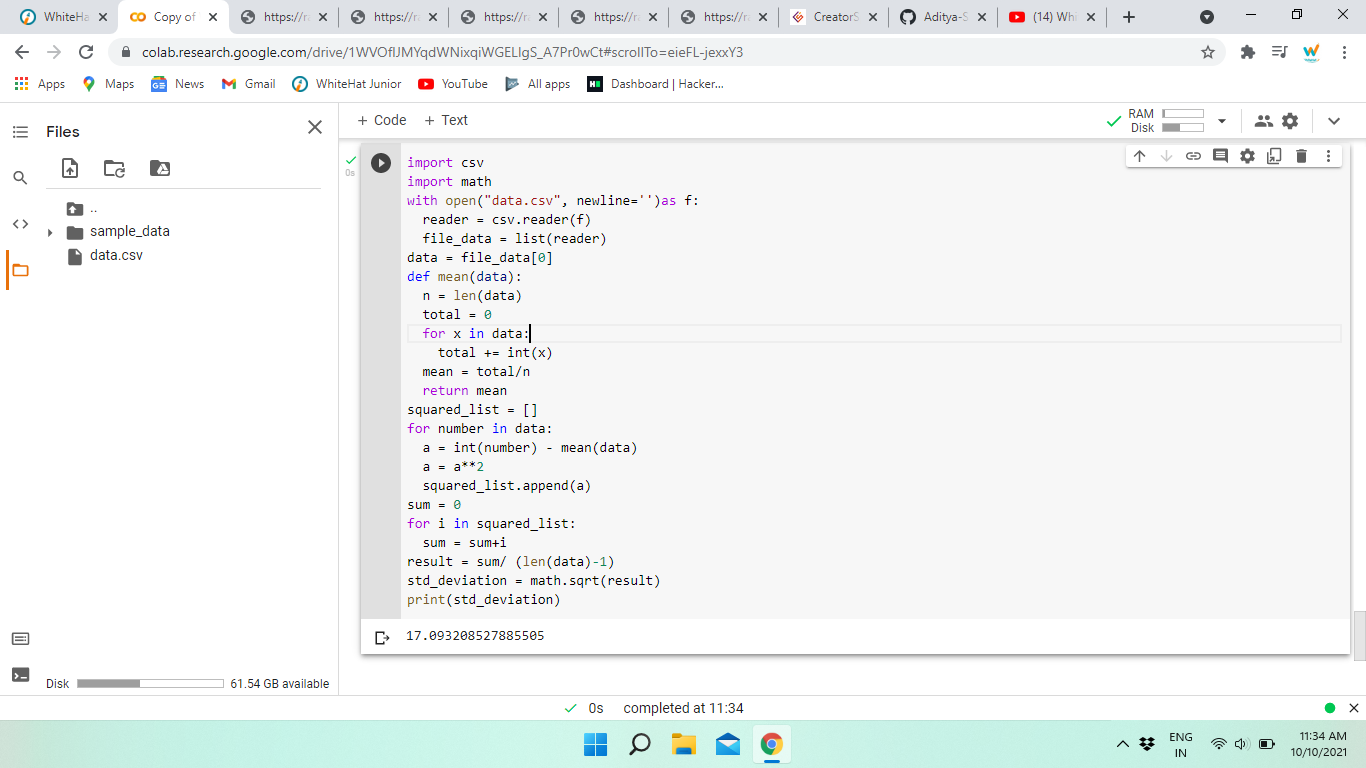 WhiteHa
Copy of
https://ra
https://ra
https://ra
https://ra
https://ra
CreatorS
Aditya-S
(14) Whi
colab.research.google.com/drive/1WVOflJMYqdWNixqiWGELIgS_A7Pr0wCt#scrollTo=eieFL-jexxY3
Apps
Maps
News
Gmail
WhiteHat Junior
YouTube
All apps
Dashboard | Hacker...
Files
+ Code
+ Text
RAM
Disk
..
sample_data
data.csv
0s
import csv
import math
with open("data.csv", newline='')as f:
  reader = csv.reader(f)
  file_data = list(reader)
data = file_data[0]
def mean(data):
  n = len(data)
  total = 0
  for x in data:
    total += int(x)
  mean = total/n
  return mean
squared_list = []
for number in data:
  a = int(number) - mean(data)
  a = a**2
  squared_list.append(a)
sum = 0
for i in squared_list:
  sum = sum+i
result = sum/ (len(data)-1)
std_deviation = math.sqrt(result)
print(std_deviation)
17.093208527885505
Disk
61.54 GB available
0s completed at 11:34
ENG
IN
11:34 AM
10/10/2021